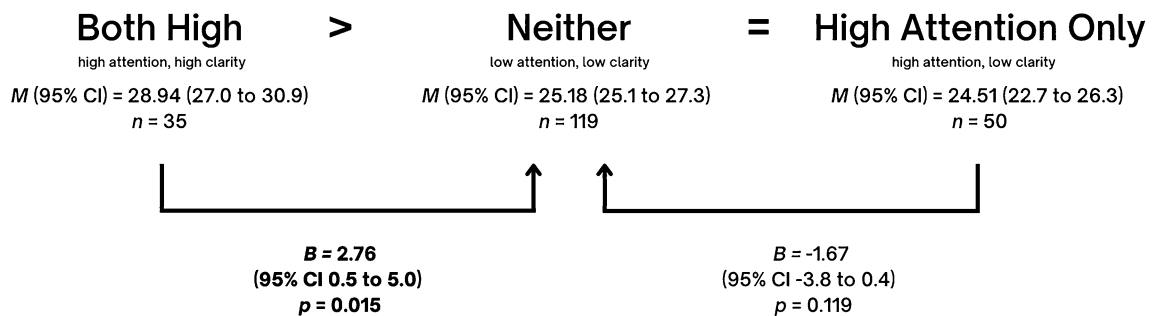 Both High > Neither = High Attention Only
high attention, high clarity low attention, low clarity high attention, low clarity
M (95% CI) = 28.94 (27.0 to 30.9) M (95% CI) = 25.18 (25.1 to 27.3) M (95% CI) = 24.51 (22.7 to 26.3)
n = 35 n = 119 n = 50
B = 2.76 B = -1.67
(95% CI 0.5 to 5.0) (95% CI -3.8 to 0.4)
p = 0.015 p = 0.119